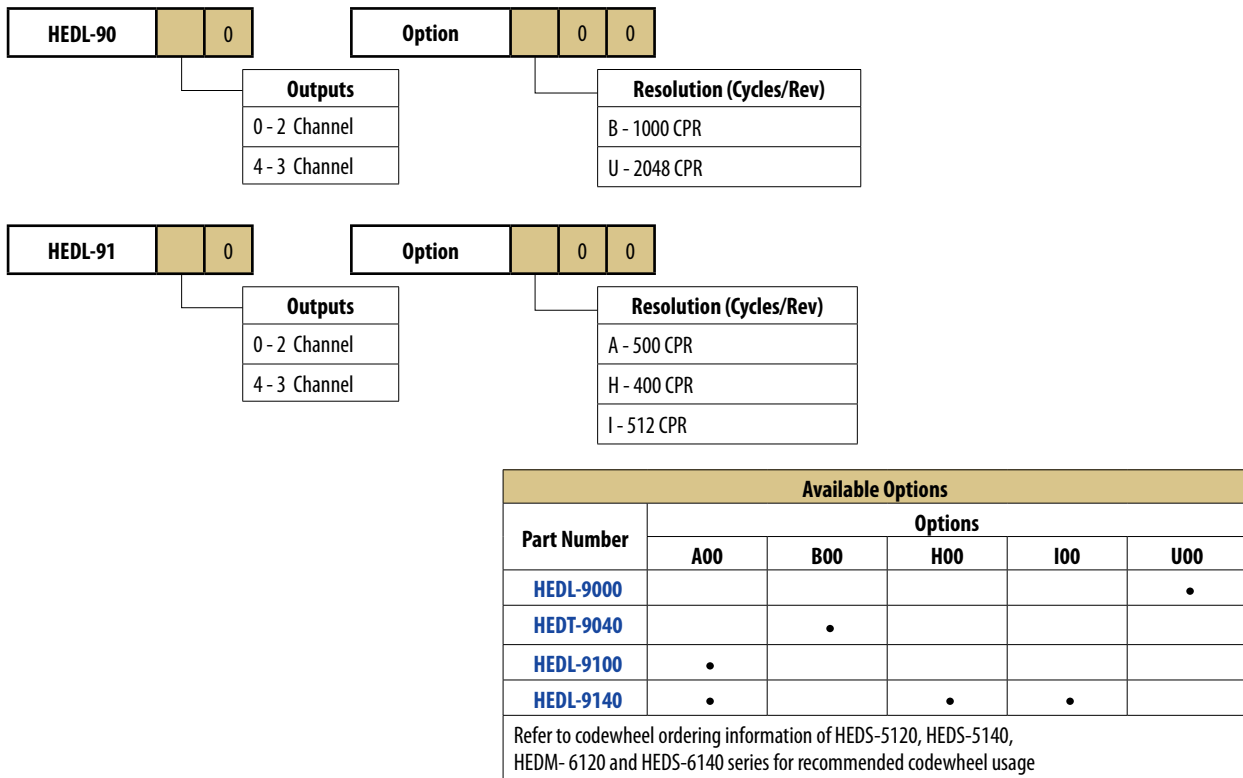 HEDL-90 0 Option 0 0
Outputs
0 - 2 Channel
4 - 3 Channel
Resolution (Cycles/Rev)
B - 1000 CPR
U - 2048 CPR
HEDL-91 0 Option 0 0
Outputs
0 - 2 Channel
4 - 3 Channel
Resolution (Cycles/Rev)
A - 500 CPR
H - 400 CPR
I - 512 CPR
Available Options
Part Number
Options
A00 B00 H00 I00 U00
HEDL-9000 •
HEDT-9040 •
HEDL-9100 •
HEDL-9140 • • •
Refer to codewheel ordering information of HEDS-5120, HEDS-5140,
HEDM- 6120 and HEDS-6140 series for recommended codewheel usage